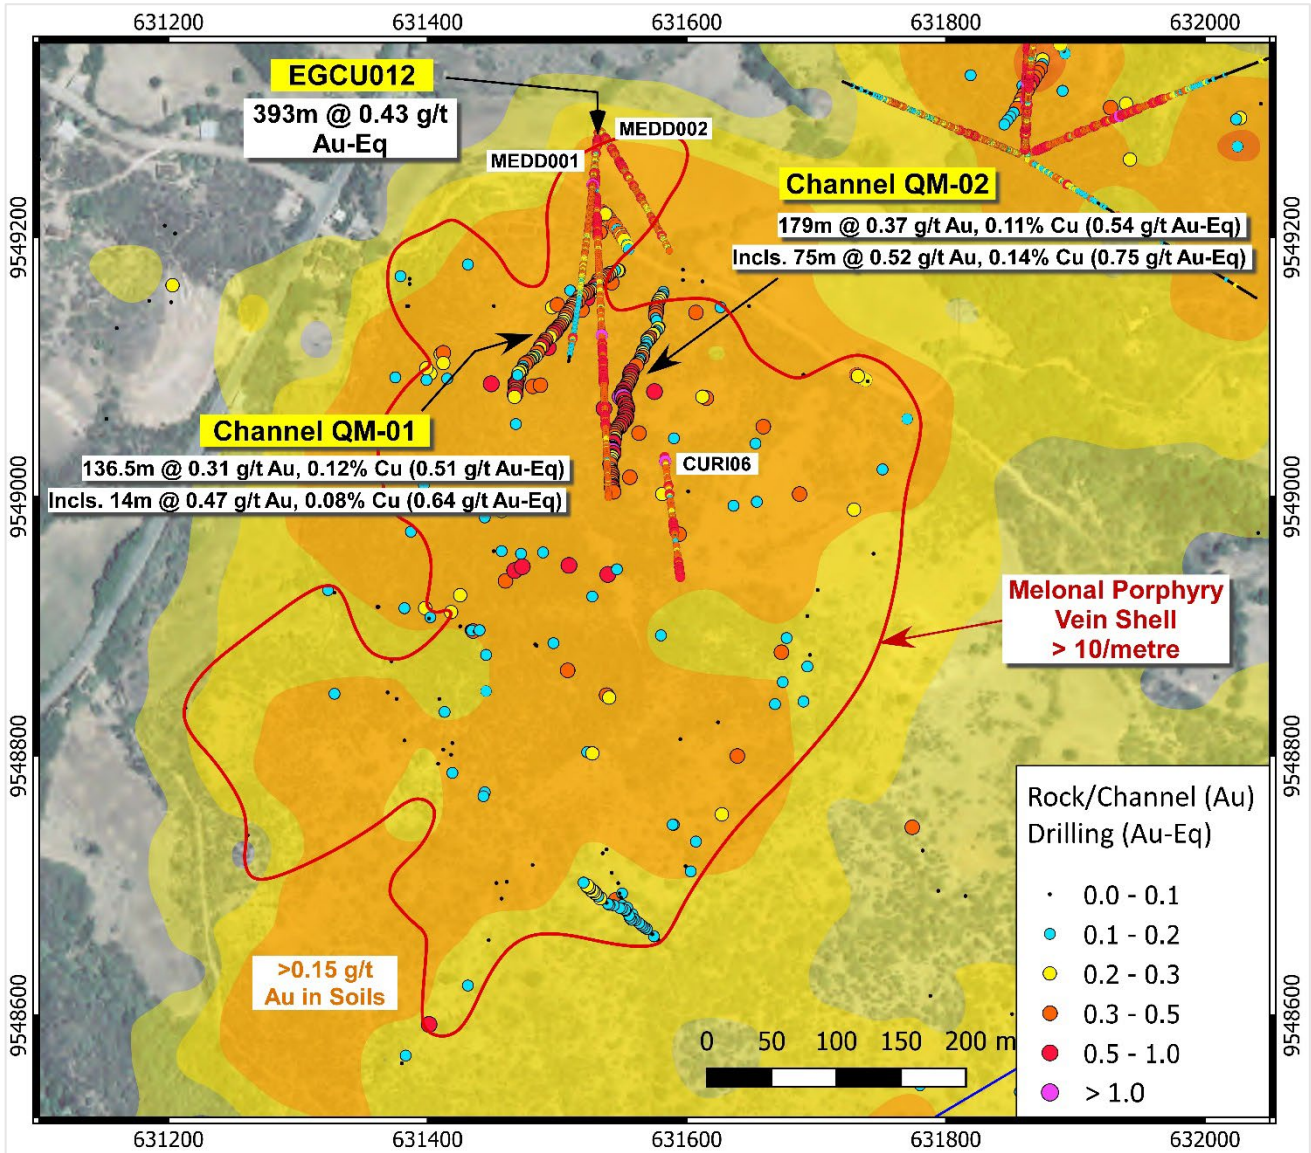 631200 631400 631600 631800 632000
EGCU012
393m @ 0.43 g/t
Au-Eq
MEDD002
MEDD001
Channel QM-02
179m @ 0.37 g/t Au, 0.11% Cu (0.54 g/t Au-Eq)
Incls. 75m @ 0.52 g/t Au, 0.14% Cu (0.75 g/t Au-Eq)
9549200
9549200
Channel QM-01
136.5m @ 0.31 g/t Au, 0.12% Cu (0.51 g/t Au-Eq)
Incls. 14m @ 0.47 g/t Au, 0.08% Cu (0.64 g/t Au-Eq)
CURI06
9549000
9549000
Melonal Porphyry
Vein Shell
> 10/metre
9548800
9548800
>0.15 g/t
Au in Soils
9548600
9548600
0 50 100 150 200 m
Rock/Channel (Au)
Drilling (Au-Eq)
0.0 - 0.1
0.1 - 0.2
0.2 - 0.3
0.3 - 0.5
0.5 - 1.0
> 1.0
631200 631400 631600 631800 632000